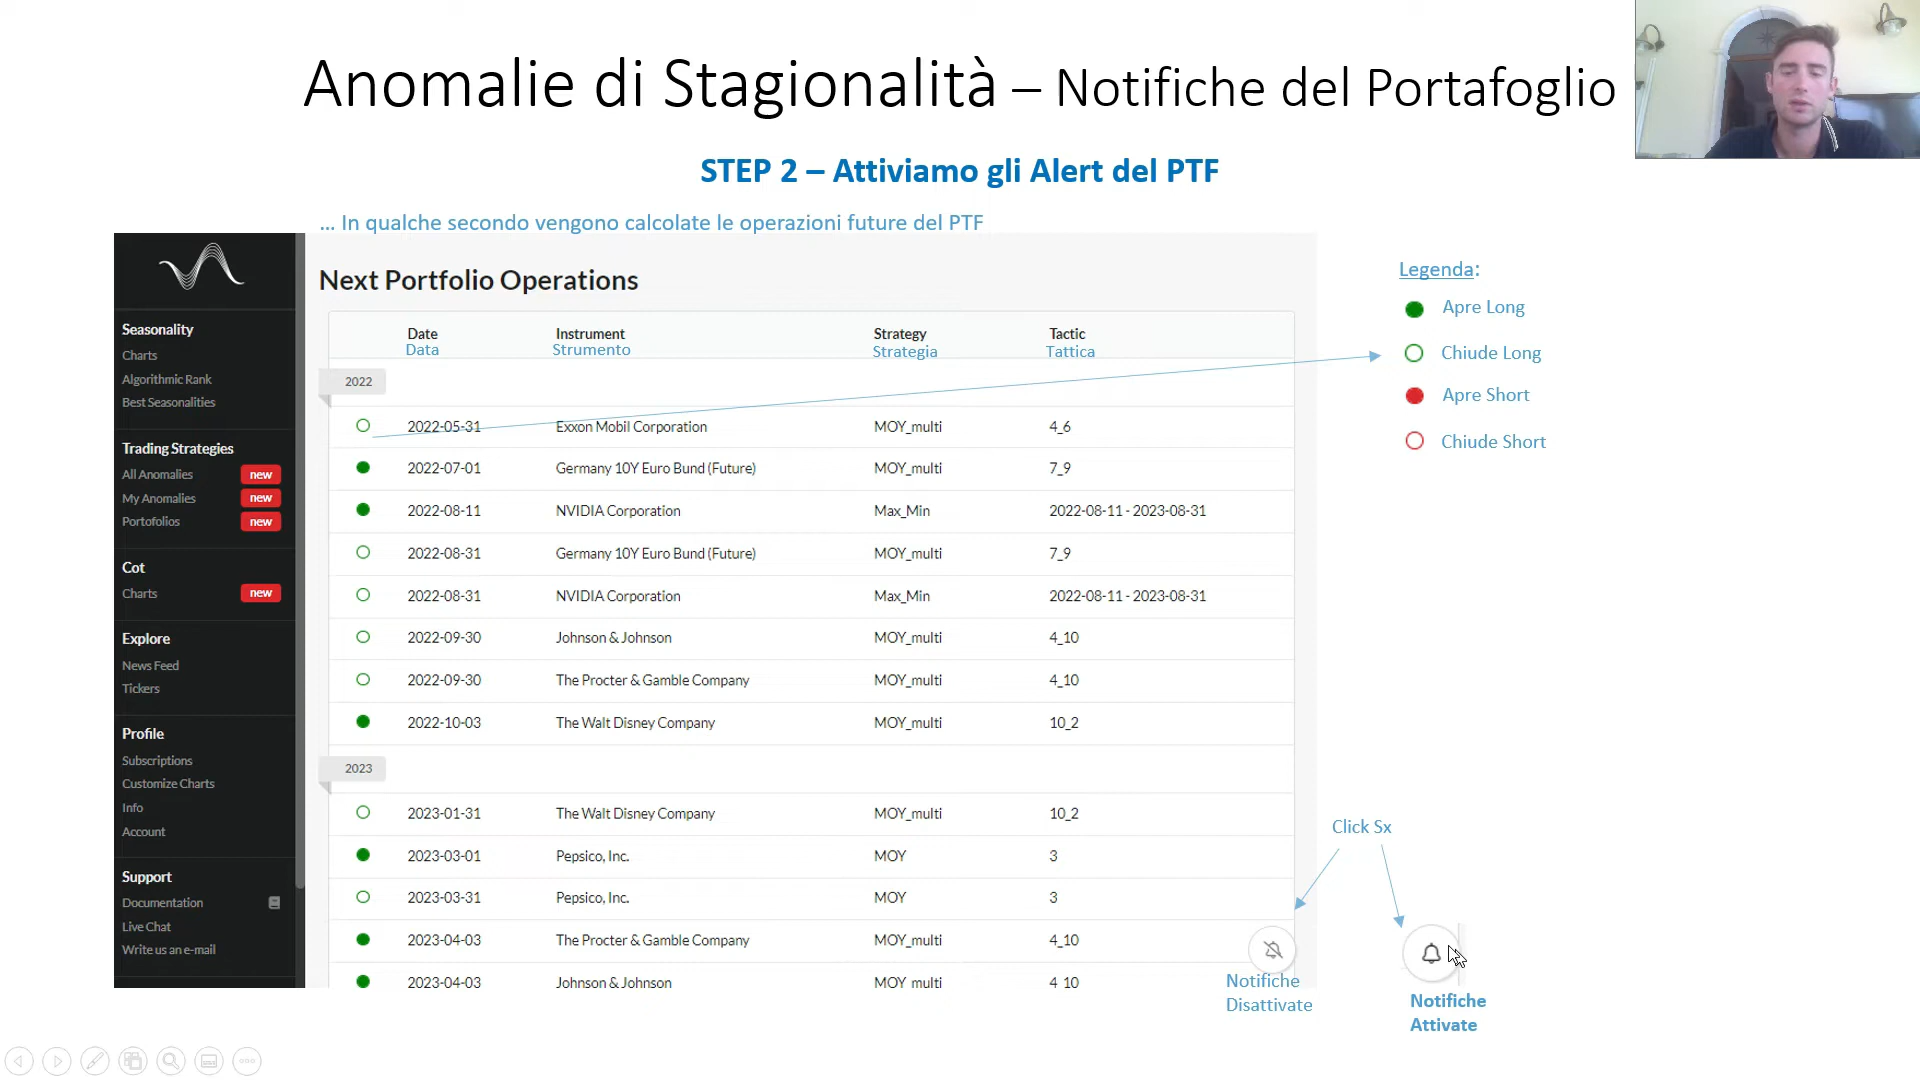 Anomalie di Stagionalità – Notifiche del Portafoglio
STEP 2 – Attiviamo gli Alert del PTF
... In qualche secondo vengono calcolate le operazioni future del PTF
Seasonality
Charts
Algorithmic Rank
Best Seasonalities
Trading Strategies
All Anomalies new
My Anomalies new
Portofolios new
Cot
Charts new
Explore
News Feed
Tickers
Profile
Subscriptions
Customize Charts
Info
Account
Support
Documentation
Live Chat
Write us an e-mail
Next Portfolio Operations
Date Instrument Strategy Tactic
Data Strumento Strategia Tattica
2022
2022-05-31 Exxon Mobil Corporation MOY_multi 4_6
2022-07-01 Germany 10Y Euro Bund (Future) MOY_multi 7_9
2022-08-11 NVIDIA Corporation Max_Min 2022-08-11 - 2023-08-31
2022-08-31 Germany 10Y Euro Bund (Future) MOY_multi 7_9
2022-08-31 NVIDIA Corporation Max_Min 2022-08-11 - 2023-08-31
2022-09-30 Johnson & Johnson MOY_multi 4_10
2022-09-30 The Procter & Gamble Company MOY_multi 4_10
2022-10-03 The Walt Disney Company MOY_multi 10_2
2023
2023-01-31 The Walt Disney Company MOY_multi 10_2
2023-03-01 Pepsico, Inc. MOY 3
2023-03-31 Pepsico, Inc. MOY 3
2023-04-03 The Procter & Gamble Company MOY_multi 4_10
2023-04-03 Johnson & Johnson MOY multi 4 10
Legenda:
Apre Long
Chiude Long
Apre Short
Chiude Short
Click Sx
Notifiche
Disattivate
Notifiche
Attivate